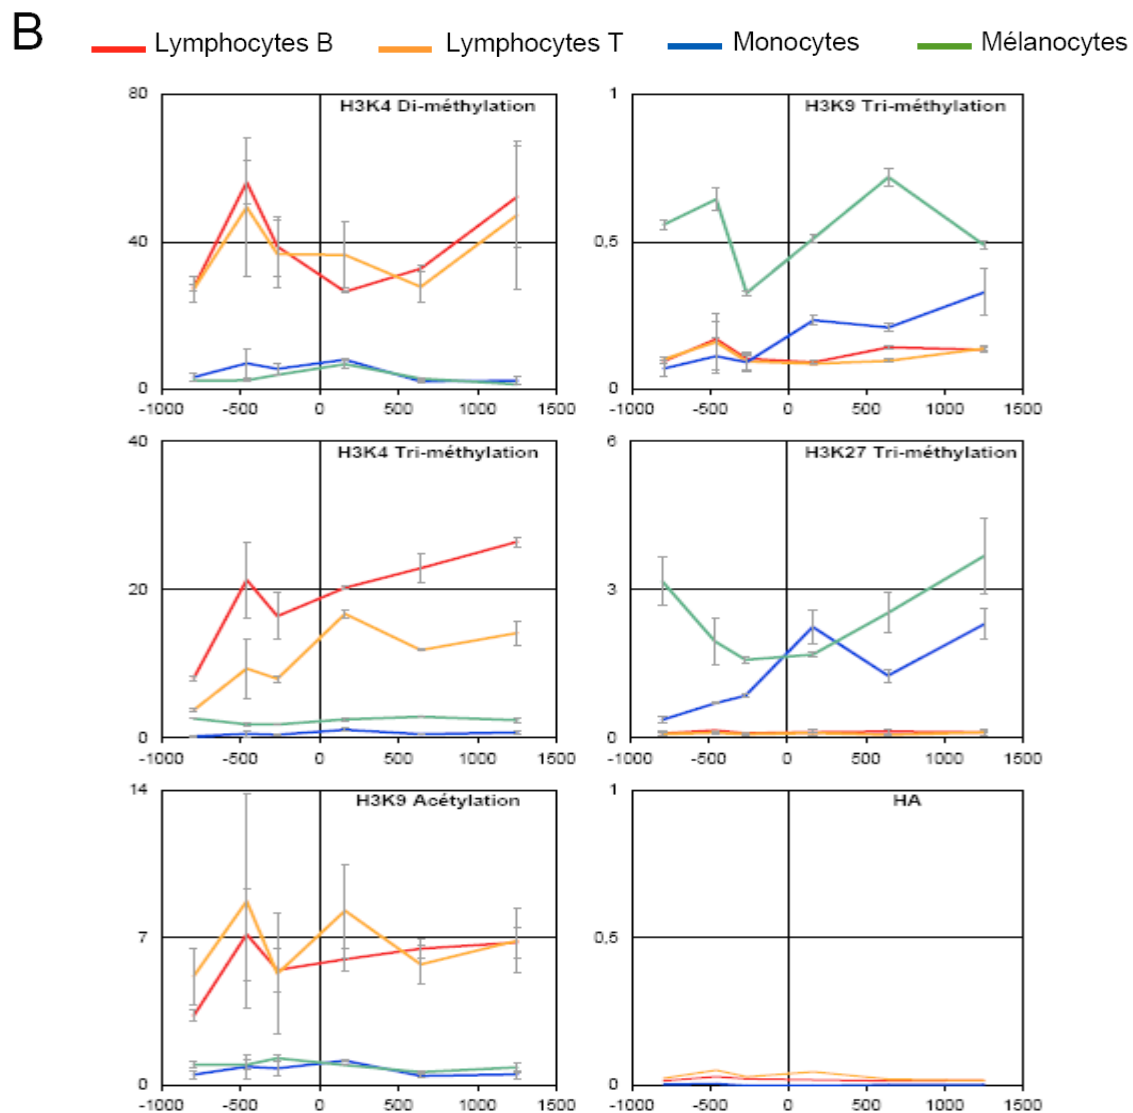 B
Lymphocytes B Lymphocytes T Monocytes Mélanocytes
80 H3K4 Di-méthylation 1 H3K9 Tri-méthylation
40 0,5
0 0
-1000 -500 0 500 1000 1500 -1000 -500 0 500 1000 1500
40 H3K4 Tri-méthylation 6 H3K27 Tri-méthylation
20 3
0 0
-1000 -500 0 500 1000 1500 -1000 -500 0 500 1000 1500
14 H3K9 Acétylation 1 HA
7 0,5
0 0
-1000 -500 0 500 1000 1500 -1000 -500 0 500 1000 1500